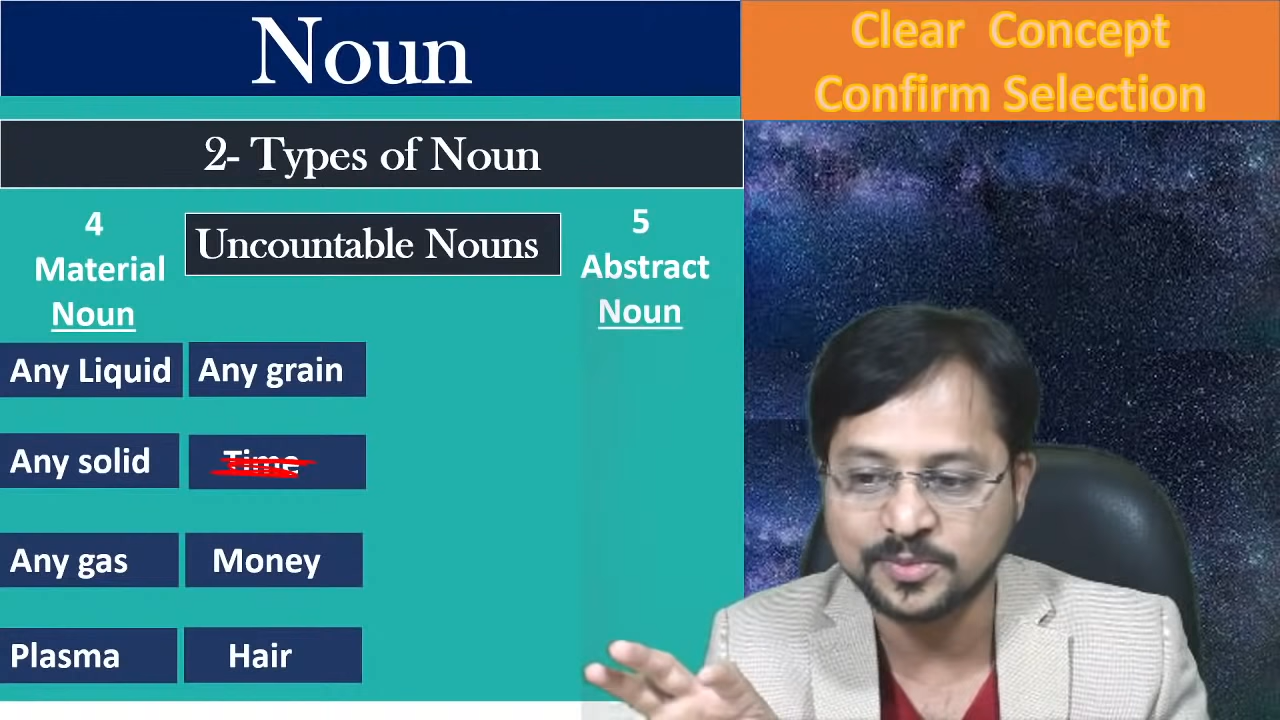 Noun
Clear Concept
Confirm Selection
2- Types of Noun
4
Material
Noun
Uncountable Nouns
5
Abstract
Noun
Any Liquid
Any grain
Any solid
Time
Any gas
Money
Plasma
Hair